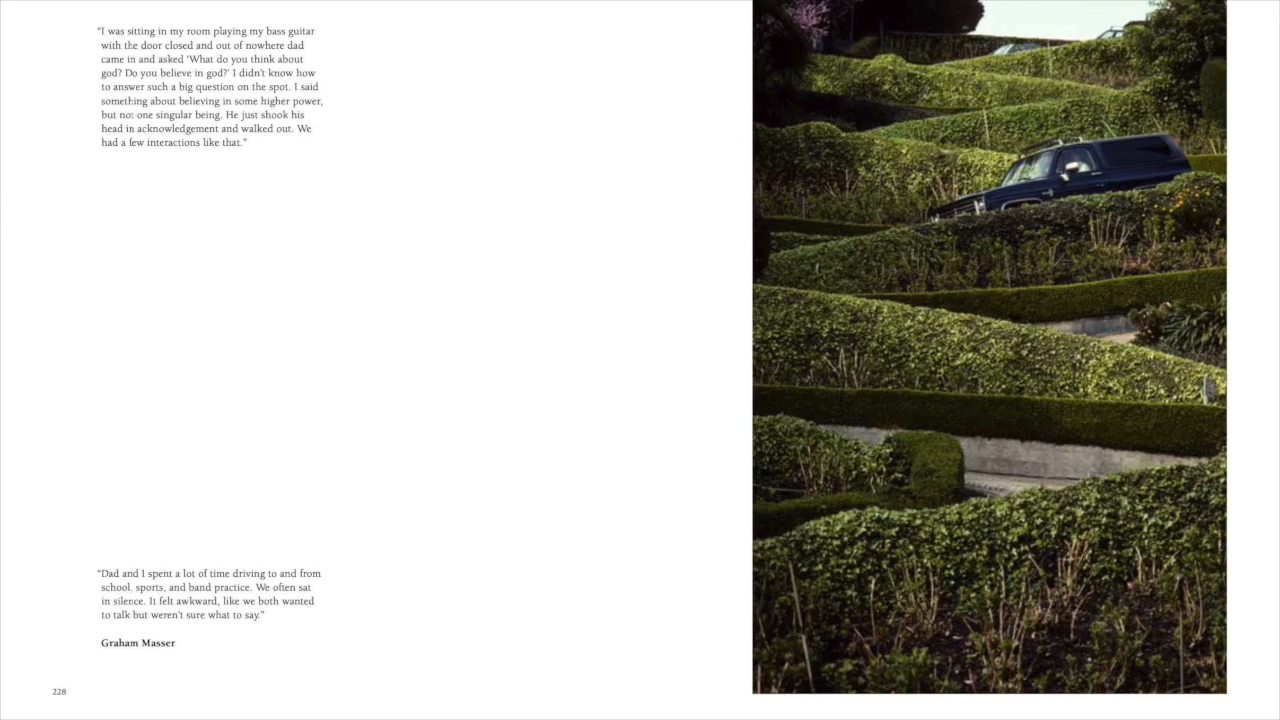 “I was sitting in my room playing my bass guitar
with the door closed and out of nowhere dad
came in and asked ‘What do you think about
god? Do you believe in god?’ I didn’t know how
to answer such a big question on the spot. I said
something about believing in some higher power,
but not one singular being. He just shook his
head in acknowledgement and walked out. We
had a few interactions like that.”
“Dad and I spent a lot of time driving to and from
school, sports, and band practice. We often sat
in silence. It felt awkward, like we both wanted
to talk but weren’t sure what to say.”
Graham Masser
228